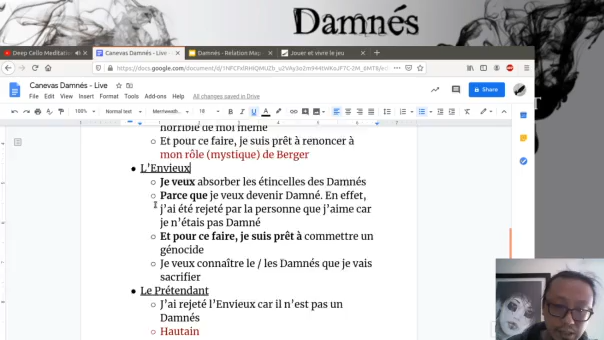 Damnés
Deep Cello Meditati
Canevas Damnés - Live
Damnés - Relation Map
Jouer et vivre le jeu
Canevas Damnés - Live
File Edit View Insert Format Tools Add-ons Help All changes saved in Drive
Share
100% Normal text Merriweath... 18
horrible de moi même
Et pour ce faire, je suis prêt à renoncer à
mon rôle (mystique) de Berger
L'Envieux
Je veux absorber les étincelles des Damnés
Parce que je veux devenir Damné. En effet,
j'ai été rejeté par la personne que j'aime car
je n'étais pas Damné
Et pour ce faire, je suis prêt à commettre un
génocide
Je veux connaître le / les Damnés que je vais
sacrifier
Le Prétendant
J'ai rejeté l'Envieux car il n'est pas un
Damnés
Hautain